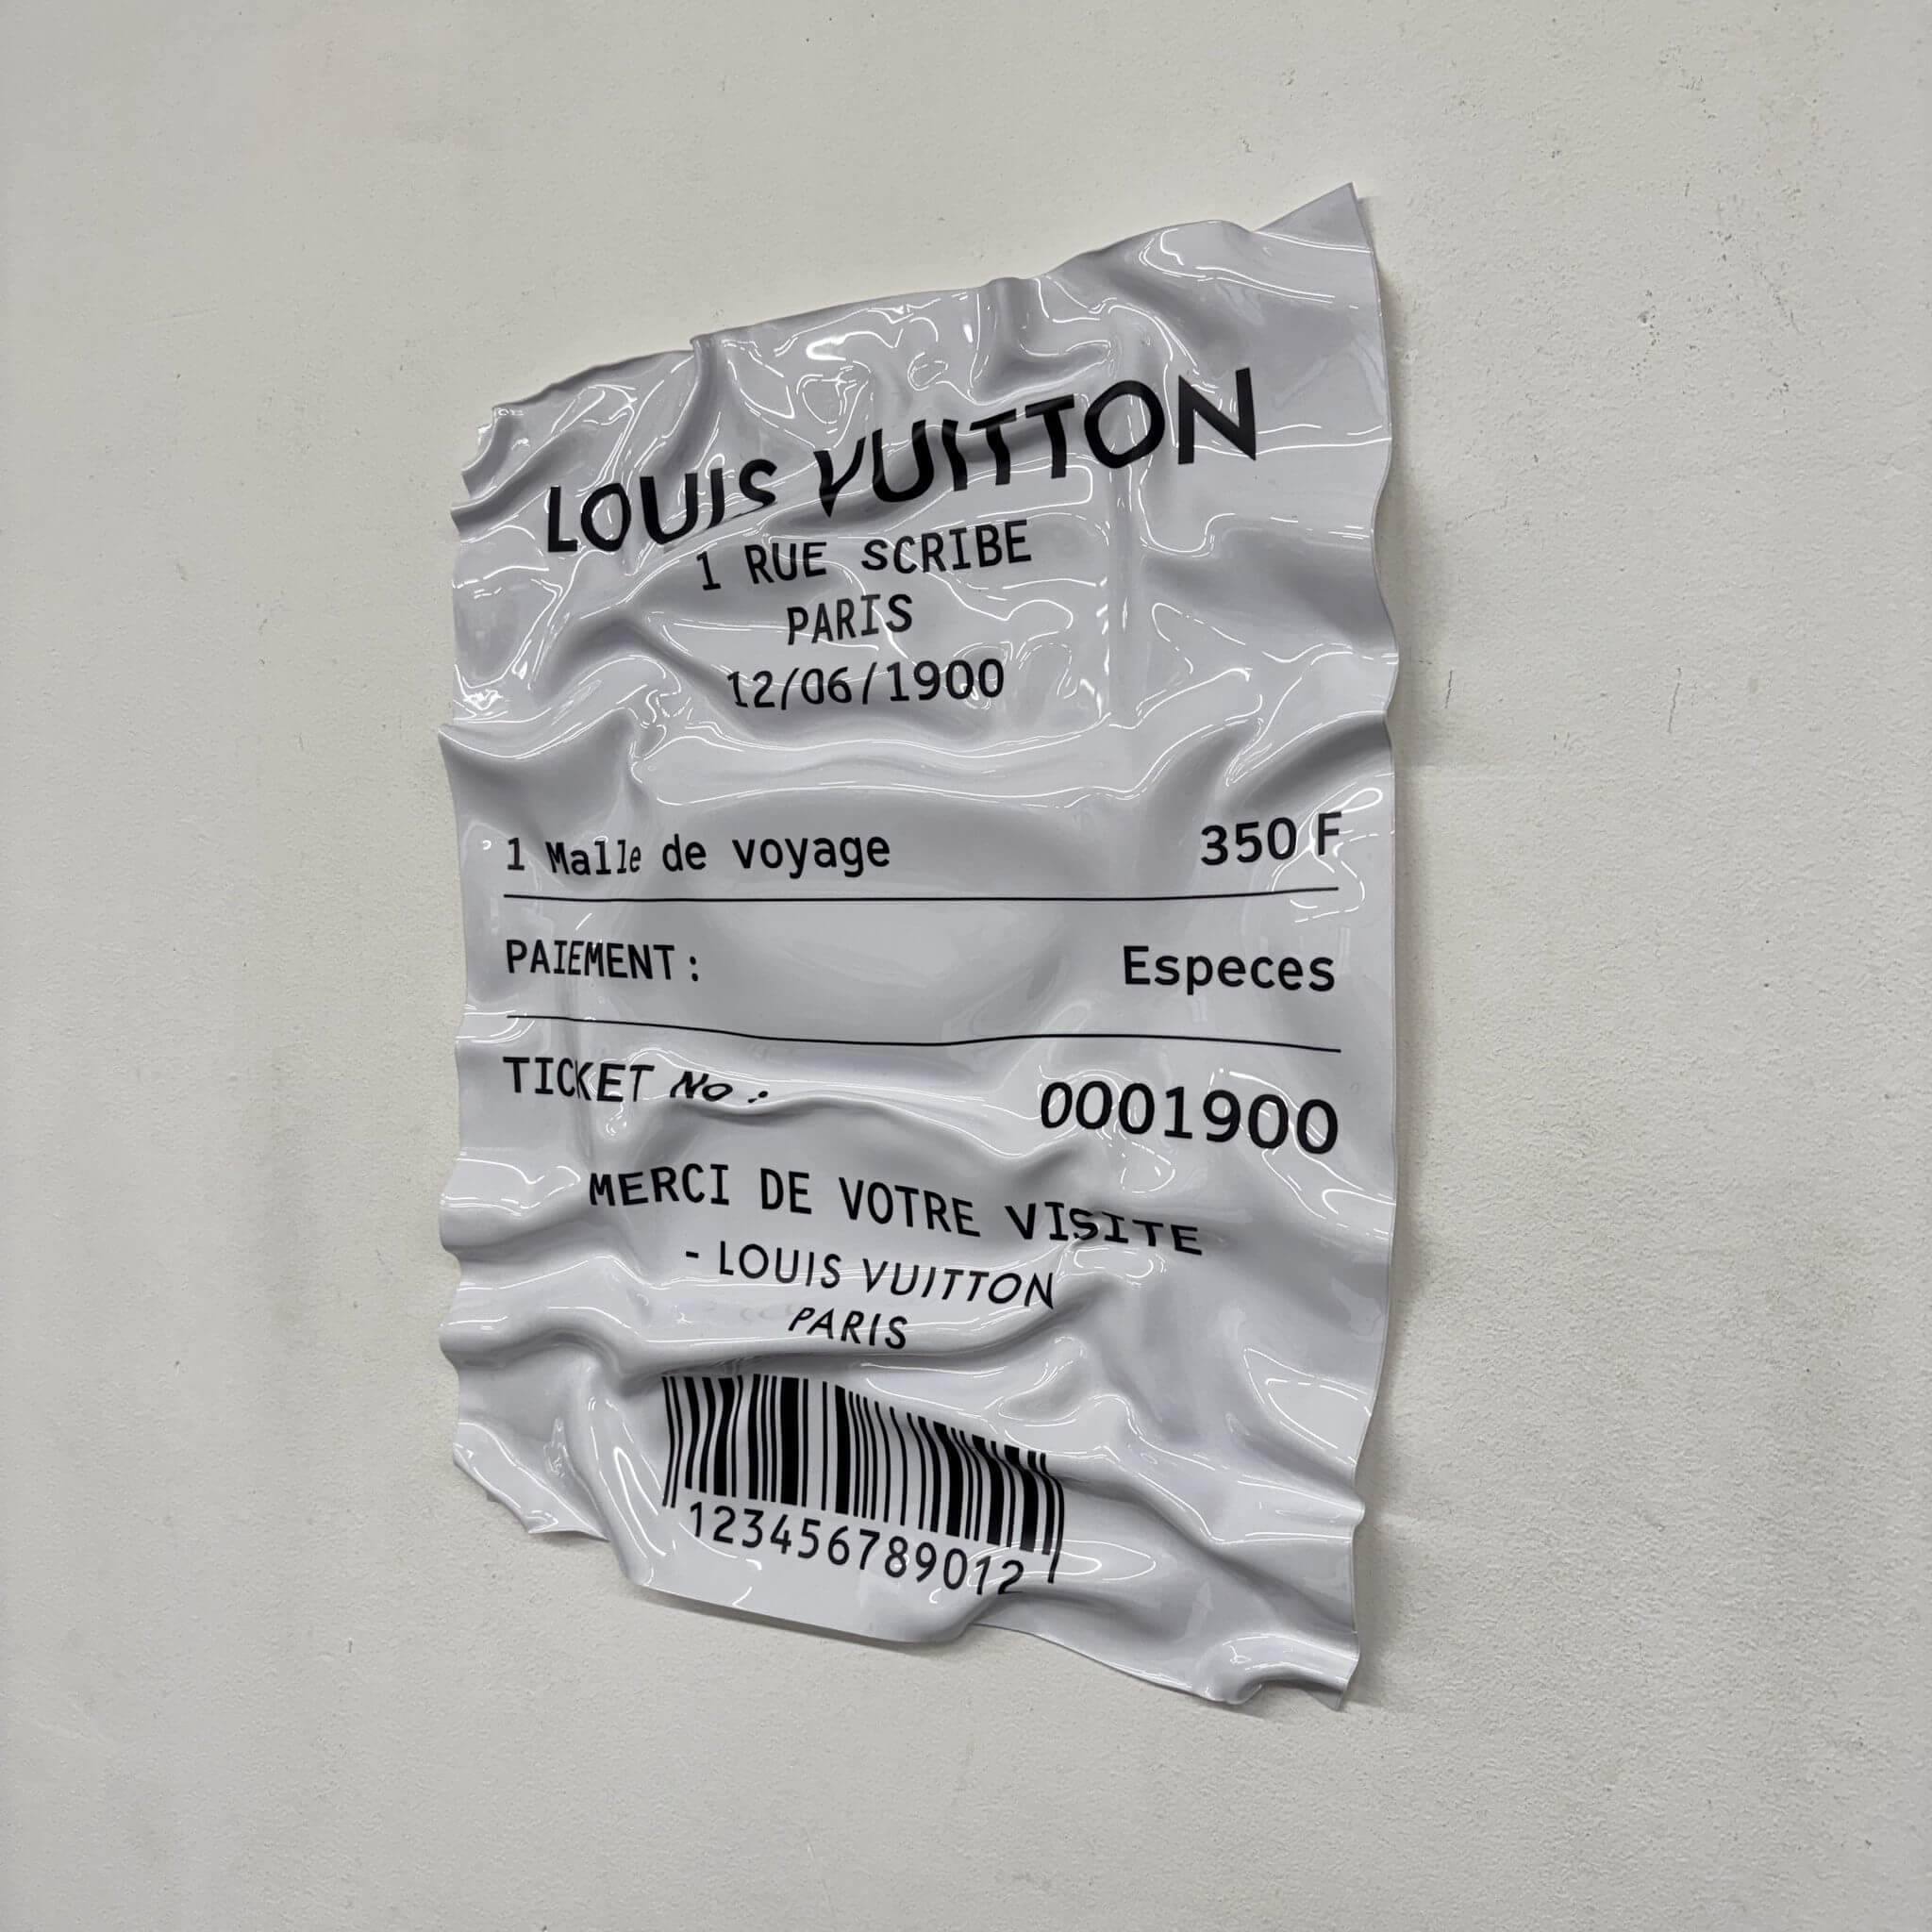 LOUIS VUITTON
1 RUE SCRIBE
PARIS
12/06/1900
1 Malle de voyage 350 F
PAIEMENT: Especes
TICKET No: 0001900
MERCI DE VOTRE VISITE
- LOUIS VUITTON
PARIS
123456789012